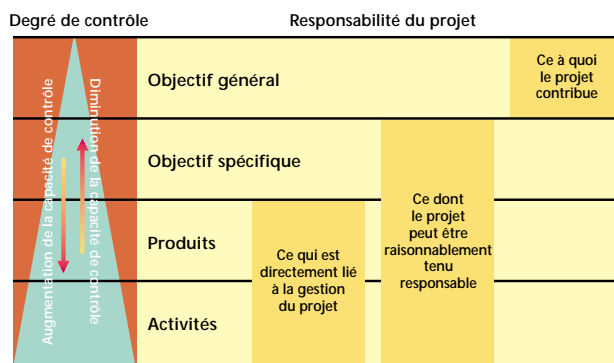 Degré de contrôle
Responsabilité du projet
Augmentation de la capacité de contrôle
Diminution de la capacité de contrôle
Objectif général
Ce à quoi
le projet
contribue
Objectif spécifique
Ce dont
le projet
peut être
raisonnablement
tenu
responsable
Produits
Ce qui est
directement lié
à la gestion
du projet
Activités